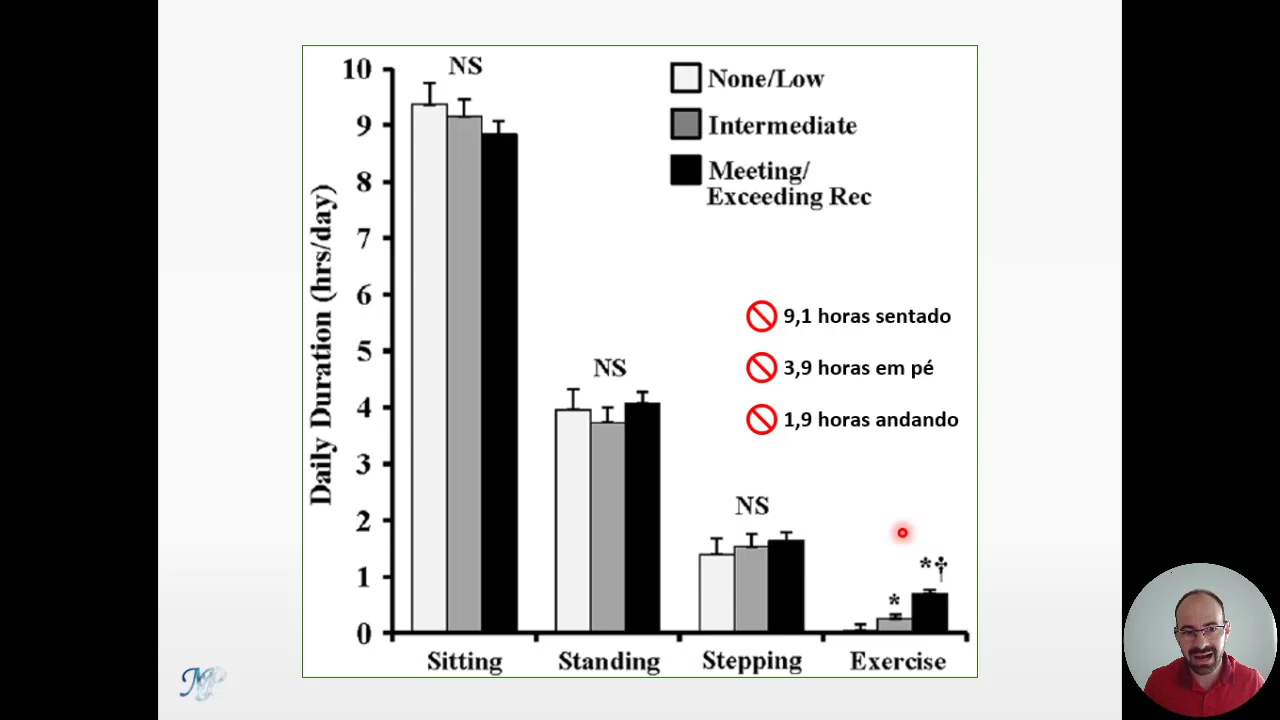 NS
10
9
8
7
6
5
4
3
2
1
0
Daily Duration (hrs/day)
None/Low
Intermediate
Meeting/
Exceeding Rec
9,1 horas sentado
3,9 horas em pé
1,9 horas andando
NS
NS
*
*†
Sitting
Standing
Stepping
Exercise
MP